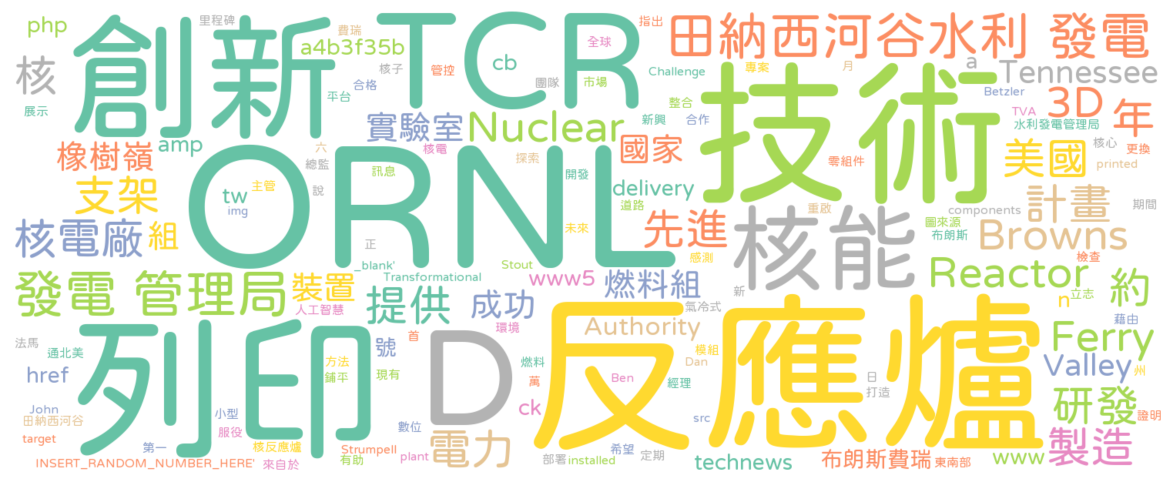 里程碑
php
創新
費瑞
a4b3f35b
TCR
cb
全球
指出
田納西河谷水利 發電
核
核子
管控
團隊
市場
Challenge
專案
月
a
Tennessee
展示
平台
合格
Betzler
amp
實驗室
Nuclear
整合
新興
合作
技術
3D
年
TVA
水利發電管理局
橡樹嶺
六
核電
探索
國家
零組件
核心
更換
支架
總監
訊息
ORNL
開發
美國
printed
tw
主管
說
delivery
道路
重啟
計畫
img
components
期間
核電廠
組
未來
先進
核能
圖來源
布朗斯
Browns
正
_blank'
Stout
感測
檢查
發電 管理局
裝置
Transformational
www5
燃料組
新
Reactor
立志
約
人工智慧
提供
成功
氣冷式
n
法馬
通北美
首
環境
Authority
反應爐
藉由
Ferry
列印
號
D
方法
鋪平
現有
燃料
模組
Dan
href
萬
Ben
經理
日
打造
Valley
州
John
田納西河谷
小型
數位
ck
src
研發
證明
target
服役
核反應爐
第一
電力
Strumpell
希望
製造
INSERT_RANDOM_NUMBER_HERE'
來自於
有助
plant
部署
installed
定期
technews
布朗斯費瑞
東南部
www